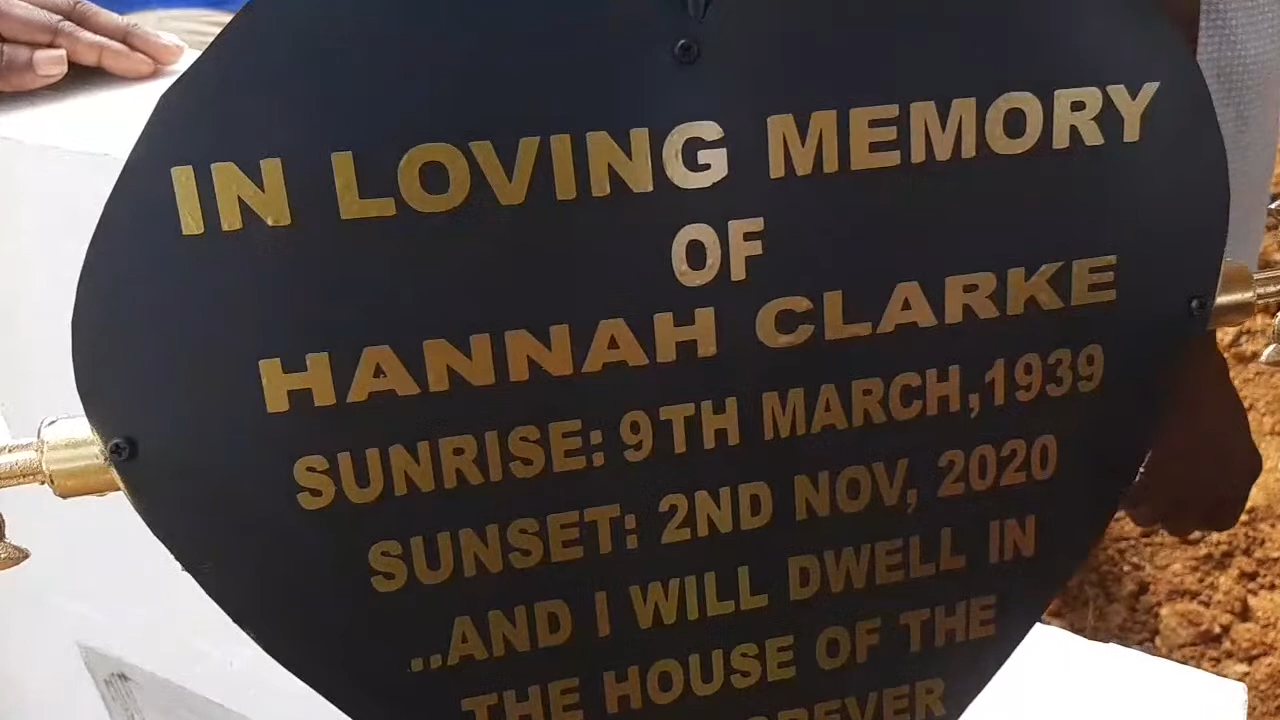 IN LOVING MEMORY
OF
HANNAH CLARKE
SUNRISE: 9TH MARCH,1939
SUNSET: 2ND NOV, 2020
..AND I WILL DWELL IN
THE HOUSE OF THE